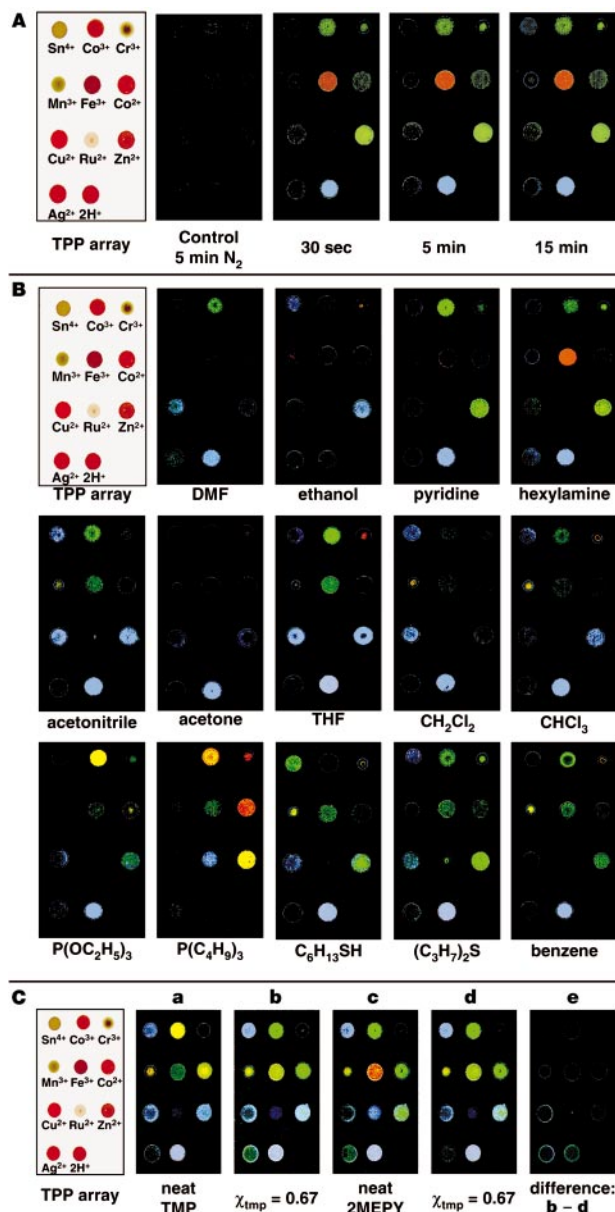 A
Sn⁴⁺ Co³⁺ Cr³⁺
Mn³⁺ Fe³⁺ Co²⁺
Cu²⁺ Ru²⁺ Zn²⁺
Ag²⁺ 2H⁺
TPP array Control 5 min N₂ 30 sec 5 min 15 min
B
Sn⁴⁺ Co³⁺ Cr³⁺
Mn³⁺ Fe³⁺ Co²⁺
Cu²⁺ Ru²⁺ Zn²⁺
Ag²⁺ 2H⁺
TPP array DMF ethanol pyridine hexylamine
acetonitrile acetone THF CH₂Cl₂ CHCl₃
P(OC₂H₅)₃ P(C₄H₉)₃ C₆H₁₃SH (C₃H₇)₂S benzene
C a b c d e
Sn⁴⁺ Co³⁺ Cr³⁺
Mn³⁺ Fe³⁺ Co²⁺
Cu²⁺ Ru²⁺ Zn²⁺
Ag²⁺ 2H⁺
TPP array neat TMP χtmp = 0.67 neat 2MEPY χtmp = 0.67 difference: b – d